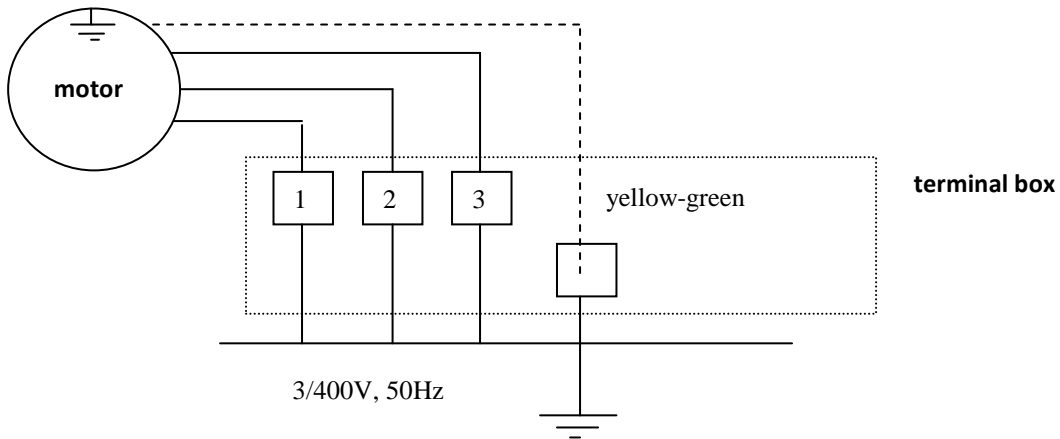 motor
terminal box
1 2 3 yellow-green
3/400V, 50Hz